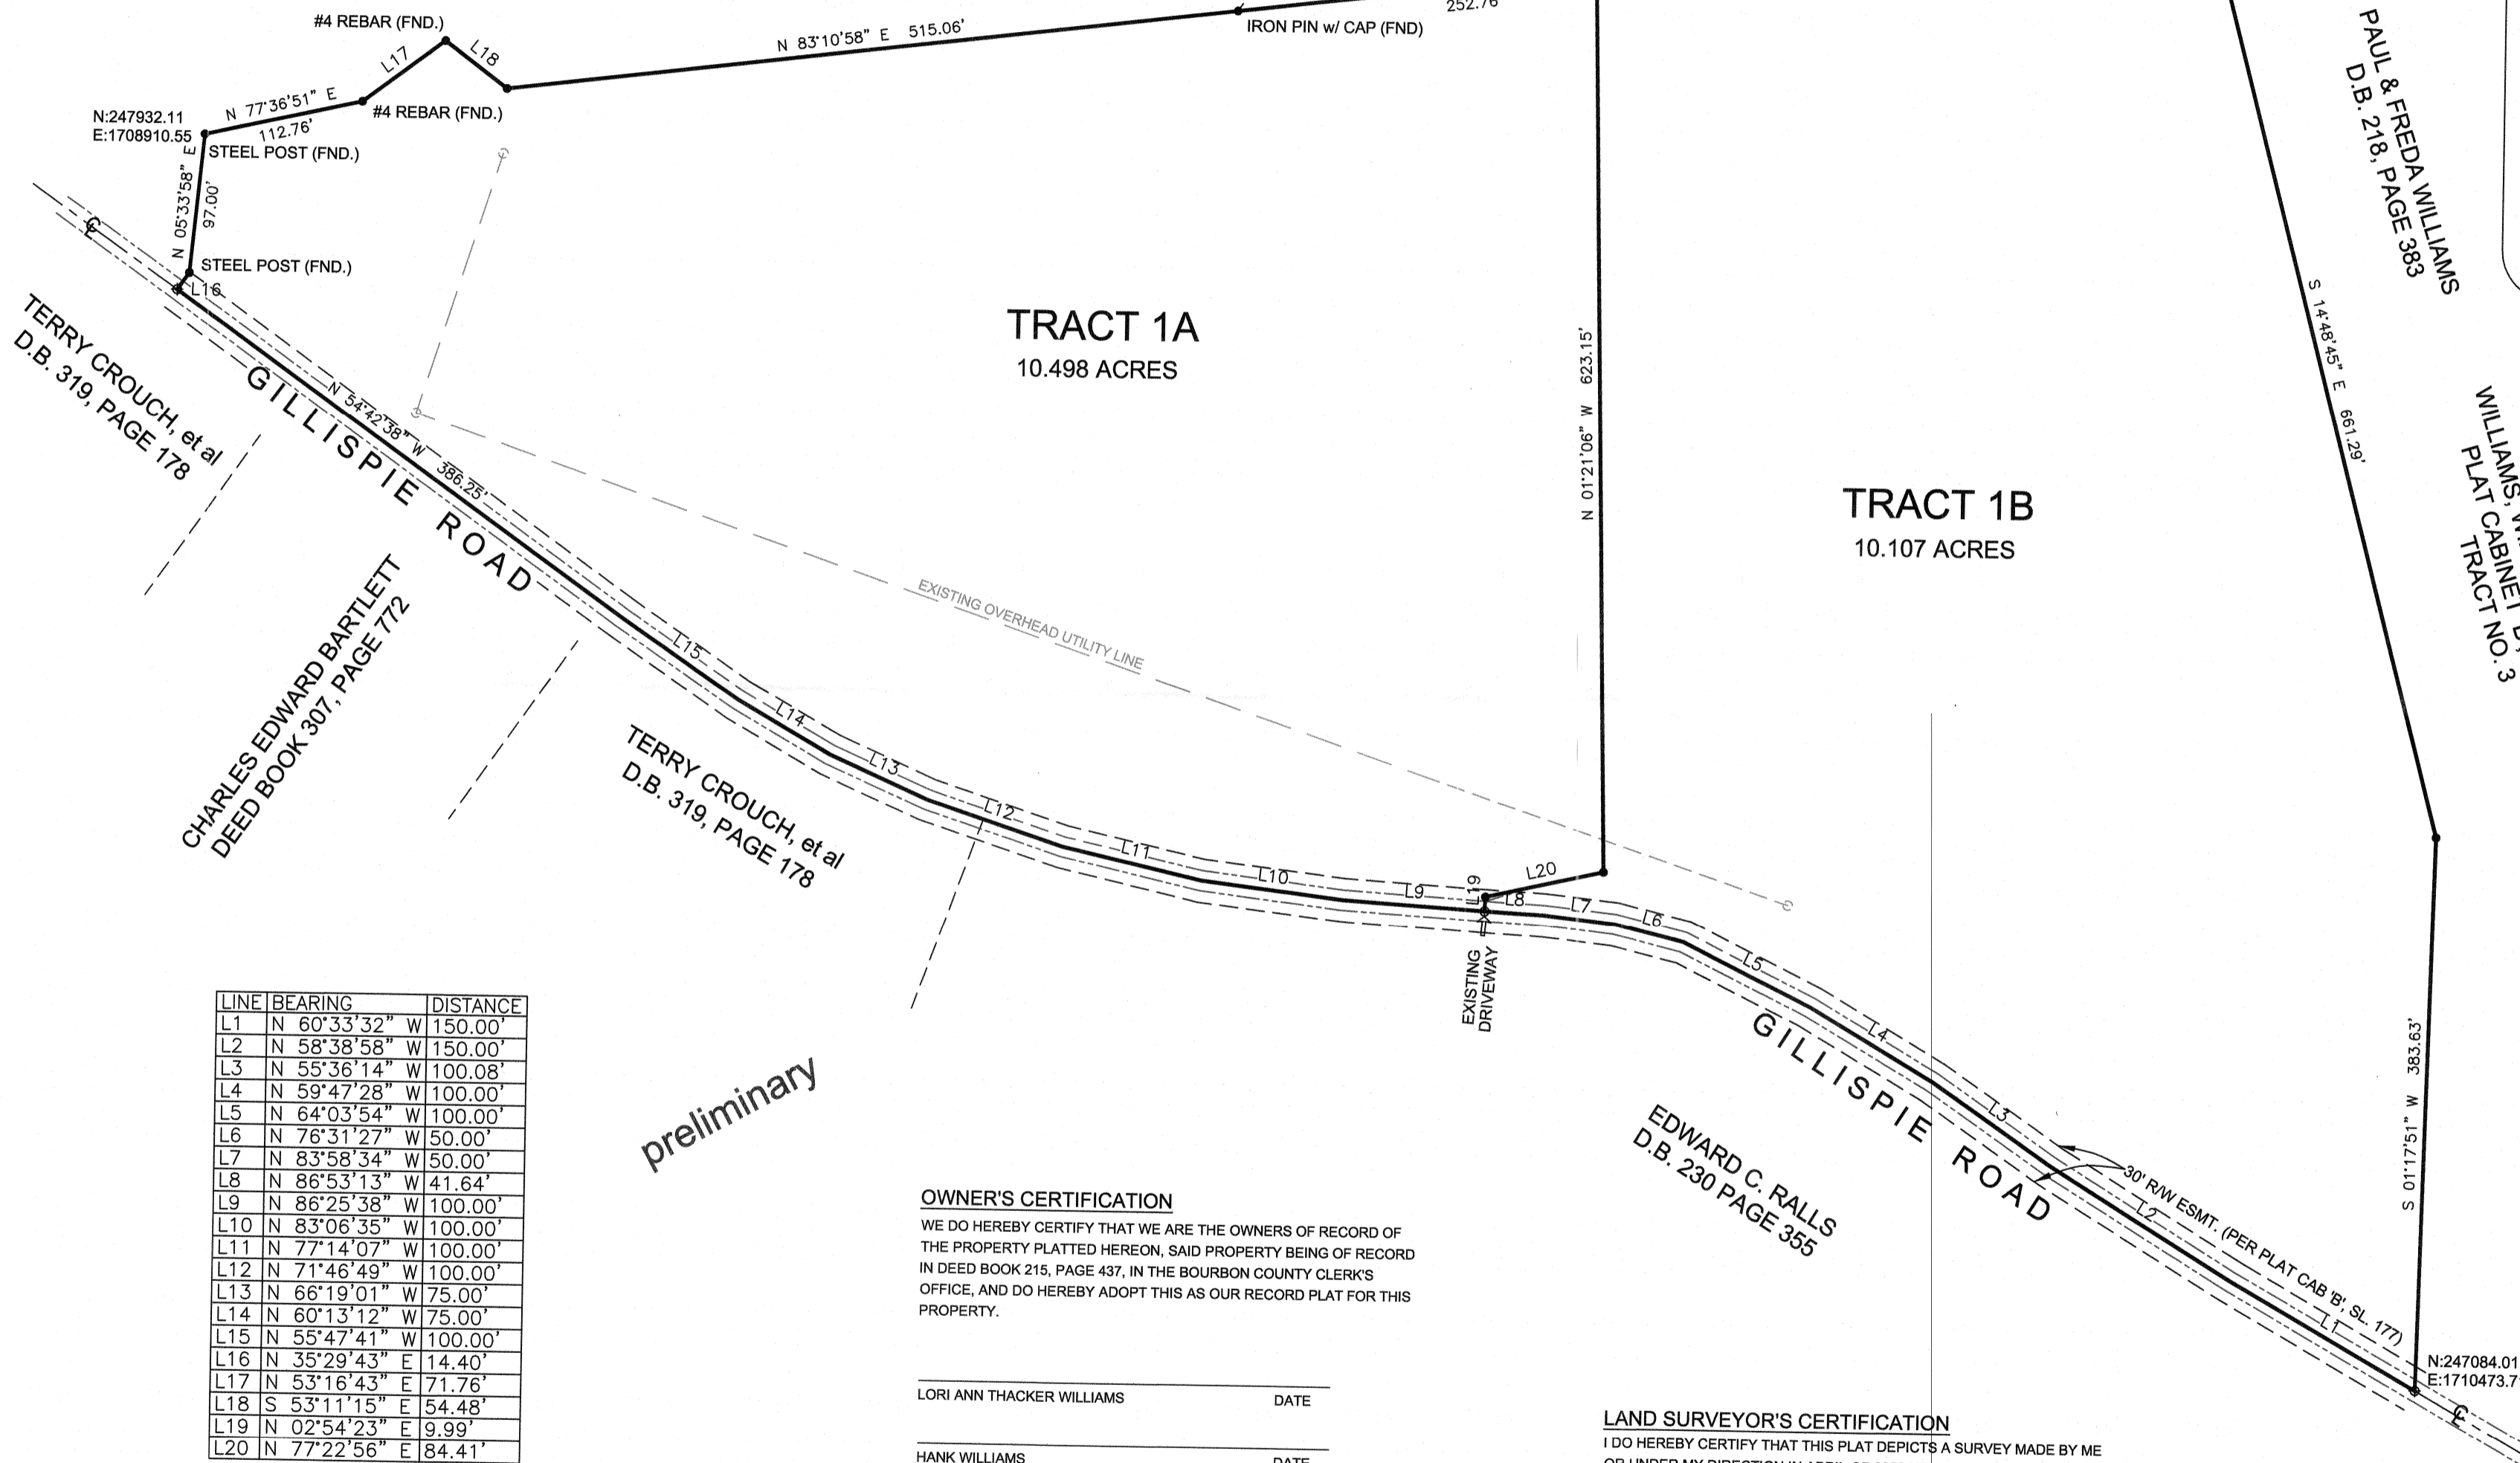 #4 REBAR (FND.)
L17
L18
N 83°10'58" E 515.06'
IRON PIN w/ CAP (FND)
252.76'
N 77°36'51" E
112.76'
#4 REBAR (FND.)
N:247932.11
E:1708910.55
STEEL POST (FND.)
N 05°33'58" E
97.00'
STEEL POST (FND.)
L16
TERRY CROUCH, et al
D.B. 319, PAGE 178
GILLISPIE ROAD
N 54°42'38" W 386.25'
TRACT 1A
10.498 ACRES
N 01°21'06" W 623.15'
TRACT 1B
10.107 ACRES
PAUL & FREDA WILLIAMS
D.B. 218, PAGE 383
S 14°48'45" E 661.29'
WILLIAMS,
PLAT CABINET
TRACT NO. 3
CHARLES EDWARD BARTLETT
DEED BOOK 307, PAGE 772
EXISTING OVERHEAD UTILITY LINE
L15
L14
L13
L12
L11
L10
L9
L19
L20
L8
L7
L6
L5
L4
L3
L2
L1
TERRY CROUCH, et al
D.B. 319, PAGE 178
EXISTING
DRIVEWAY
GILLISPIE ROAD
EDWARD C. RALLS
D.B. 230 PAGE 355
30' R/W ESMT. (PER PLAT CAB 'B', SL. 177)
S 01°17'51" W 383.63'
N:247084.01
E:1710473.7
LINE BEARING DISTANCE
L1 N 60°33'32" W 150.00'
L2 N 58°38'58" W 150.00'
L3 N 55°36'14" W 100.08'
L4 N 59°47'28" W 100.00'
L5 N 64°03'54" W 100.00'
L6 N 76°31'27" W 50.00'
L7 N 83°58'34" W 50.00'
L8 N 86°53'13" W 41.64'
L9 N 86°25'38" W 100.00'
L10 N 83°06'35" W 100.00'
L11 N 77°14'07" W 100.00'
L12 N 71°46'49" W 100.00'
L13 N 66°19'01" W 75.00'
L14 N 60°13'12" W 75.00'
L15 N 55°47'41" W 100.00'
L16 N 35°29'43" E 14.40'
L17 N 53°16'43" E 71.76'
L18 S 53°11'15" E 54.48'
L19 N 02°54'23" E 9.99'
L20 N 77°22'56" E 84.41'
preliminary
OWNER'S CERTIFICATION
WE DO HEREBY CERTIFY THAT WE ARE THE OWNERS OF RECORD OF
THE PROPERTY PLATTED HEREON, SAID PROPERTY BEING OF RECORD
IN DEED BOOK 215, PAGE 437, IN THE BOURBON COUNTY CLERK'S
OFFICE, AND DO HEREBY ADOPT THIS AS OUR RECORD PLAT FOR THIS
PROPERTY.
LORI ANN THACKER WILLIAMS DATE
HANK WILLIAMS DATE
LAND SURVEYOR'S CERTIFICATION
I DO HEREBY CERTIFY THAT THIS PLAT DEPICTS A SURVEY MADE BY ME